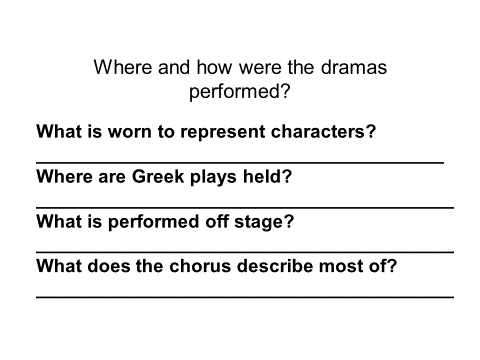 Where and how were the dramas
performed?
What is worn to represent characters?
Where are Greek plays held?
What is performed off stage?
What does the chorus describe most of?